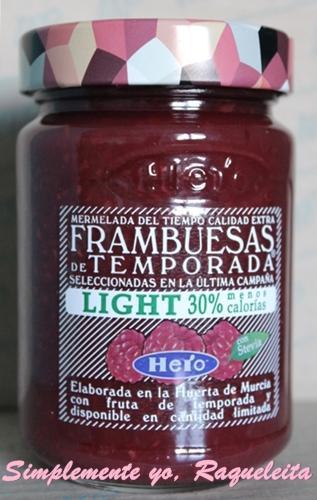 MERMELADA DEL TIEMPO CALIDAD EXTRA
FRAMBUESAS
DE TEMPORADA
SELECCIONADAS EN LA ÚLTIMA CAMPAÑA
LIGHT 30% menos calorías
con Stevia
Hero
Elaborada en la Huerta de Murcia
con fruta de temporada y
disponible en cantidad limitada
Simplemente yo, Raqueleita